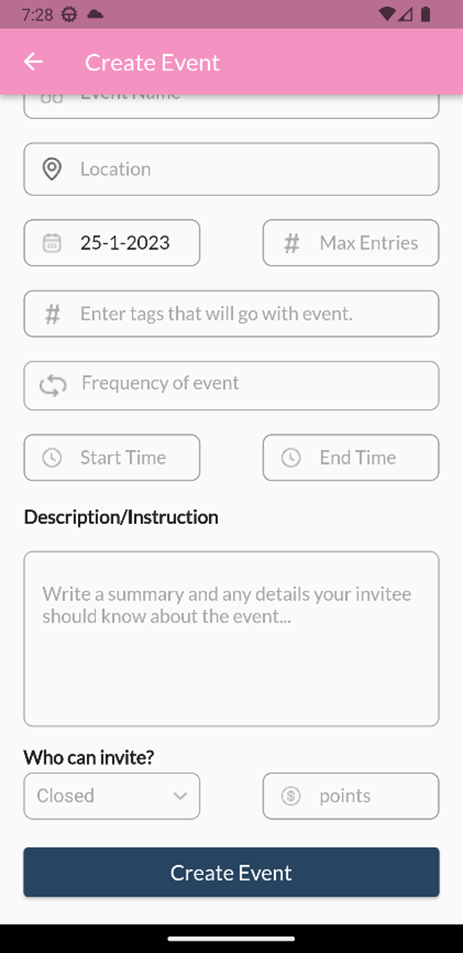 7:28
Create Event
Event Name
Location
25-1-2023
# Max Entries
# Enter tags that will go with event.
Frequency of event
Start Time
End Time
Description/Instruction
Write a summary and any details your invitee
should know about the event...
Who can invite?
Closed
$ points
Create Event